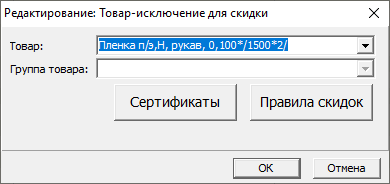 Редактирование: Товар-исключение для скидки
Товар: Пленка п/э,Н, рукав, 0,100*/1500*2/
Группа товара:
Сертификаты Правила скидок
OK Отмена